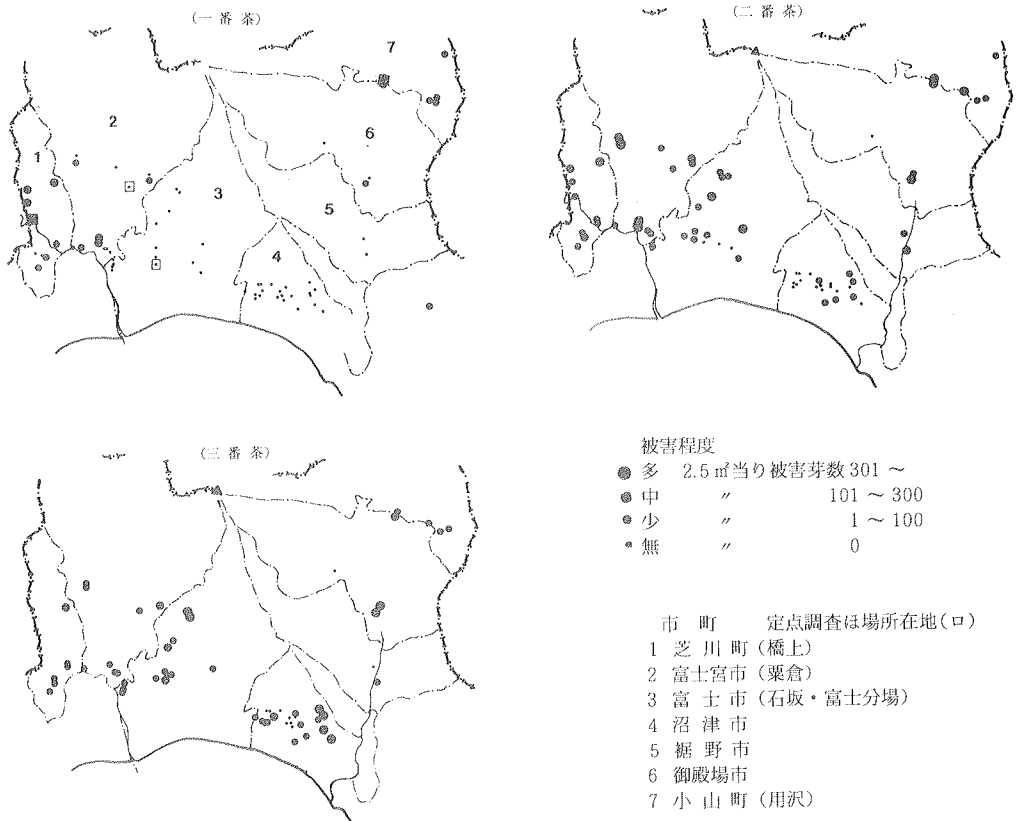 (一番茶)
7
2
6
1
3
5
4
(二番茶)
(三番茶)
被害程度
多 2.5㎡当り被害芽数 301 ～
中 〃 101 ～ 300
少 〃 1 ～ 100
無 〃 0
市 町 定点調査ほ場所在地(ロ)
1 芝川町 (橋上)
2 富士宮市 (粟倉)
3 富士市 (石坂・富士分場)
4 沼津市
5 裾野市
6 御殿場市
7 小山町 (用沢)